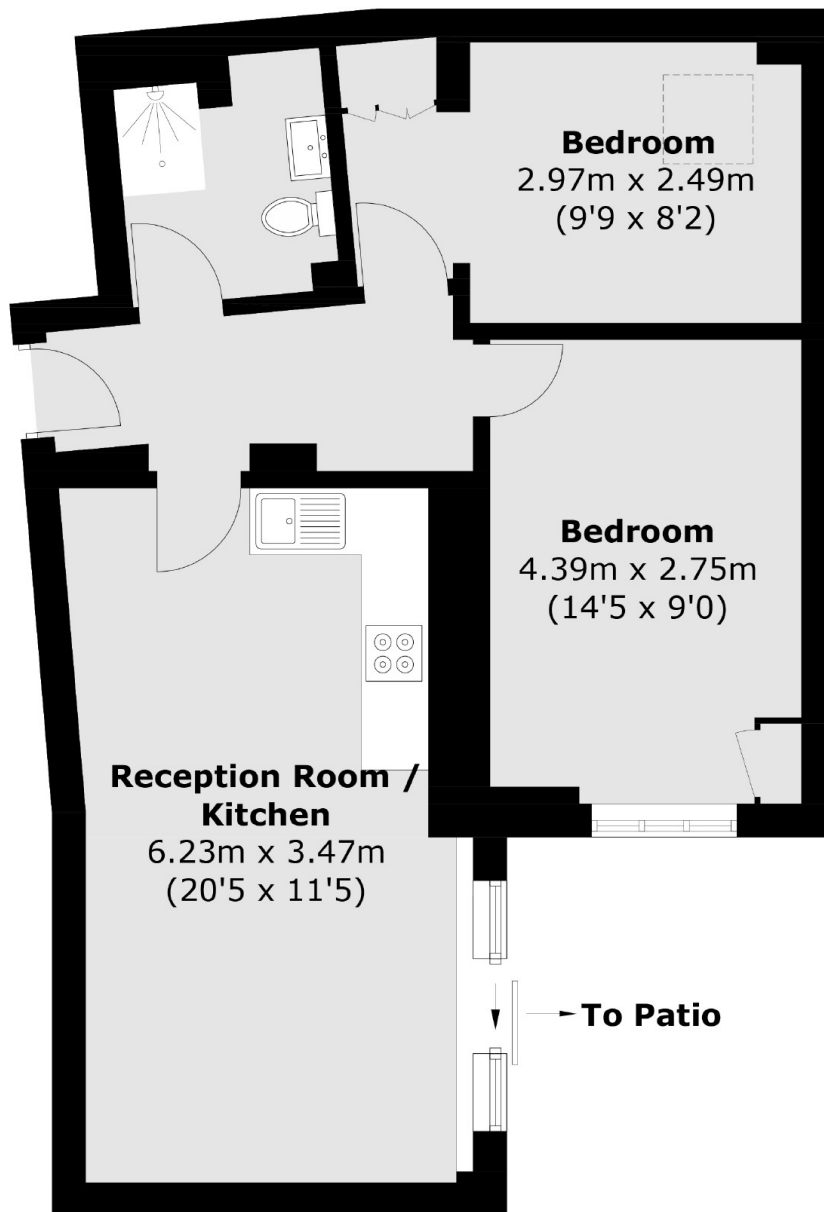 Bedroom
2.97m x 2.49m
(9'9 x 8'2)
Bedroom
4.39m x 2.75m
(14'5 x 9'0)
Reception Room /
Kitchen
6.23m x 3.47m
(20'5 x 11'5)
To Patio